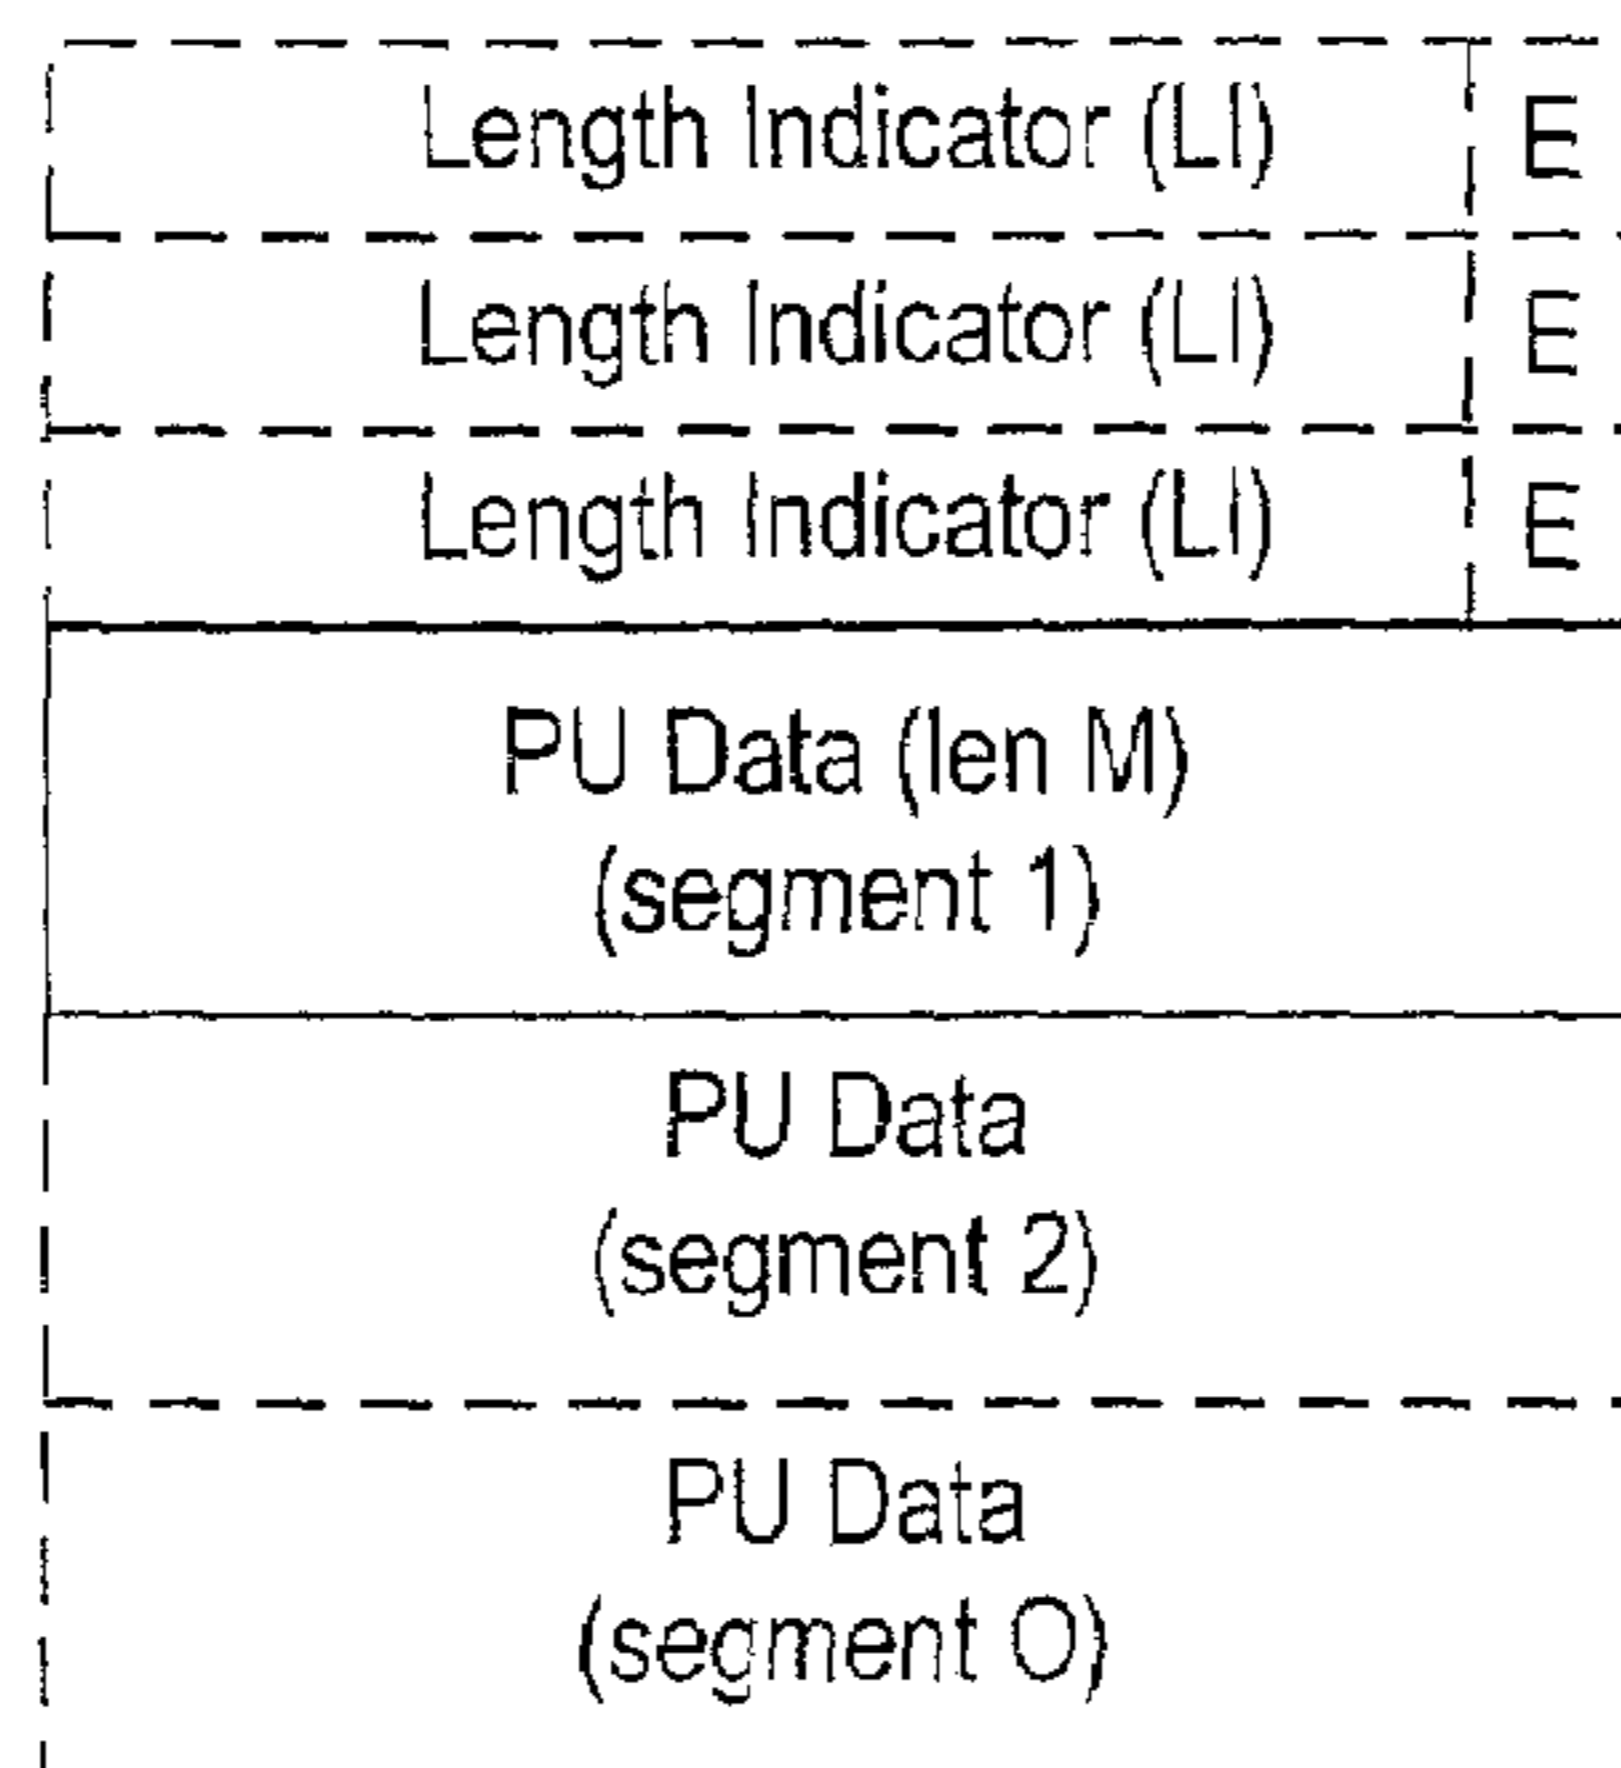 Length Indicator (LI) E
Length Indicator (LI) E
Length Indicator (LI) E
PU Data (len M)
(segment 1)
PU Data
(segment 2)
PU Data
(segment O)